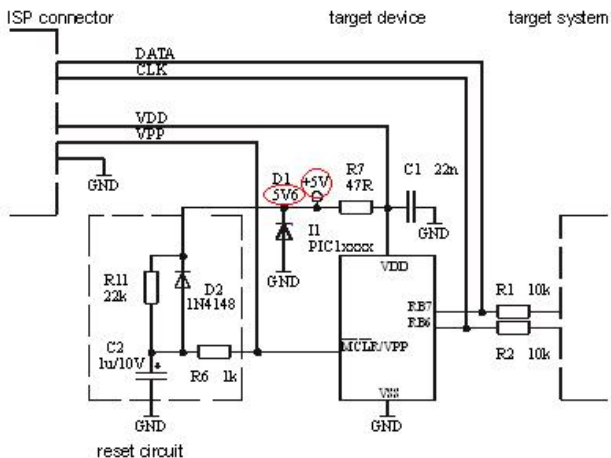 ISP connector
target device
target system
DATA
CLK
VDD
VPP
GND
D1
5V6
+5V
R7
47R
C1 22n
GND
I1
PIC1xxxx
GND
R11
22k
D2
1N4148
VDD
RB7
RB6
R1 10k
R2 10k
C2
1u/10V
+
R6 1k
MCLR/VPP
VSS
GND
GND
reset circuit